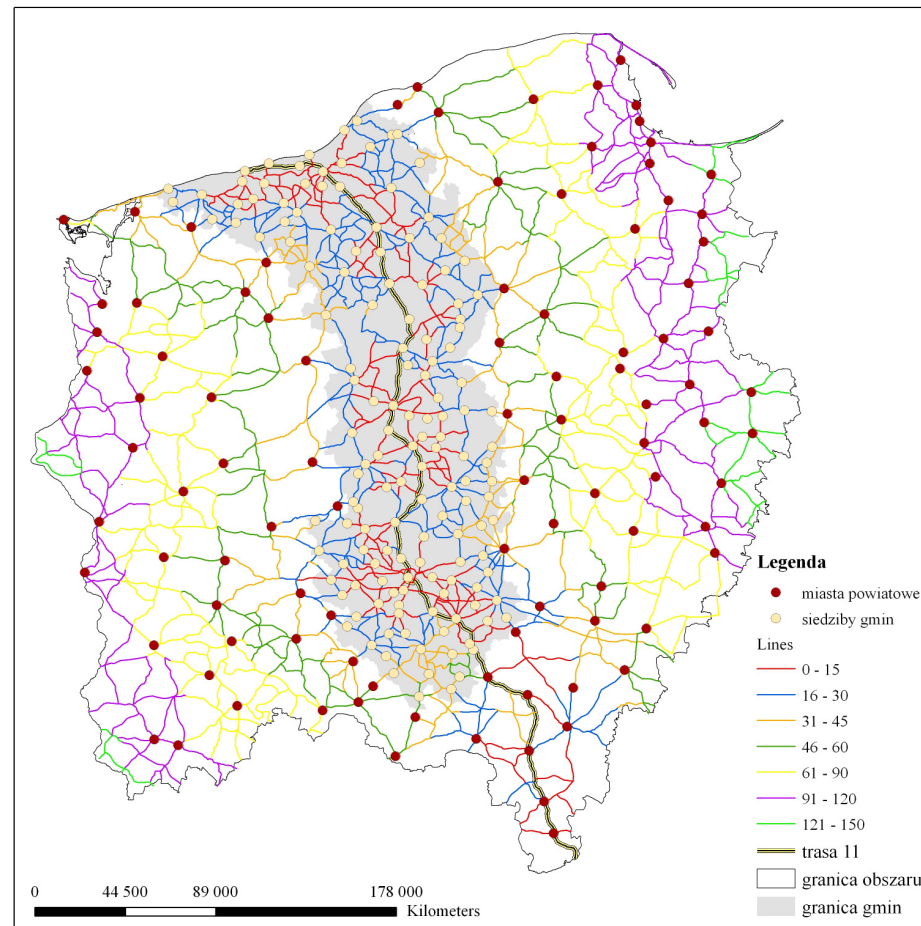 Legenda
miasta powiatowe
siedziby gmin
Lines
0 - 15
16 - 30
31 - 45
46 - 60
61 - 90
91 - 120
121 - 150
trasa 11
granica obszaru
granica gmin
0 44 500 89 000 178 000
Kilometers